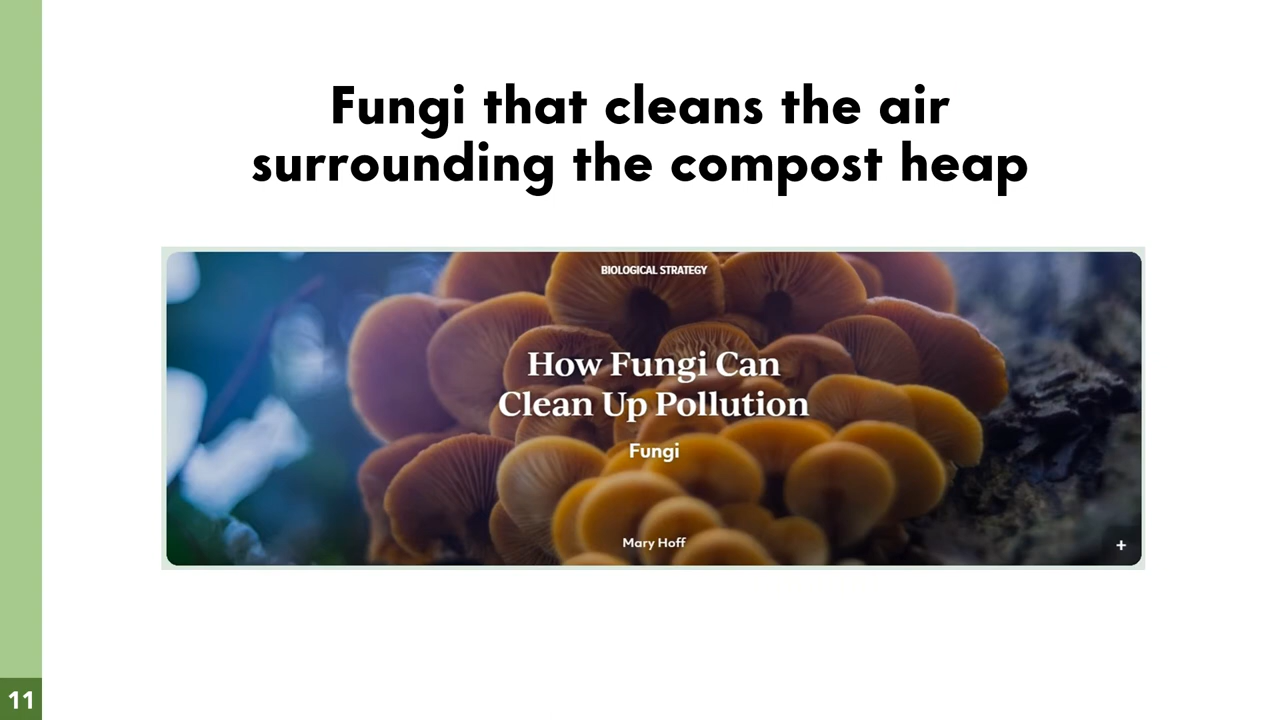 Fungi that cleans the air
surrounding the compost heap
BIOLOGICAL STRATEGY
How Fungi Can
Clean Up Pollution
Fungi
Mary Hoff
+
11